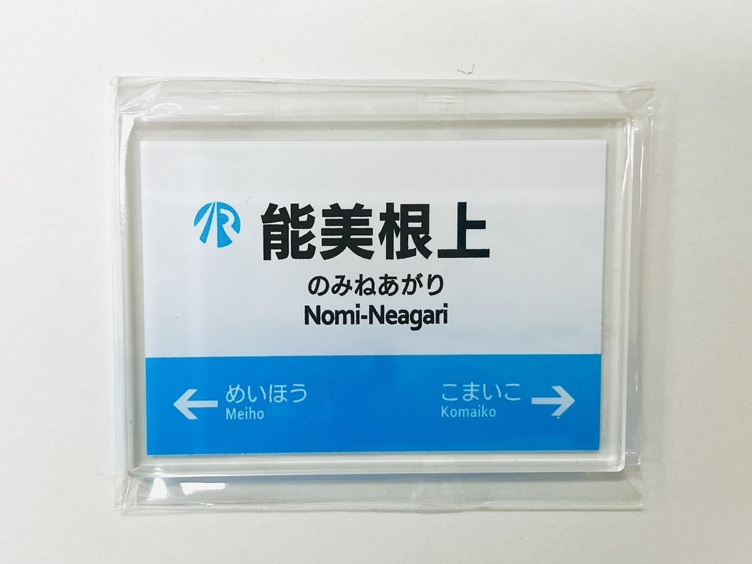 IR 能美根上
のみねあがり
Nomi-Neagari
← めいほう
Meiho
こまいこ →
Komaiko